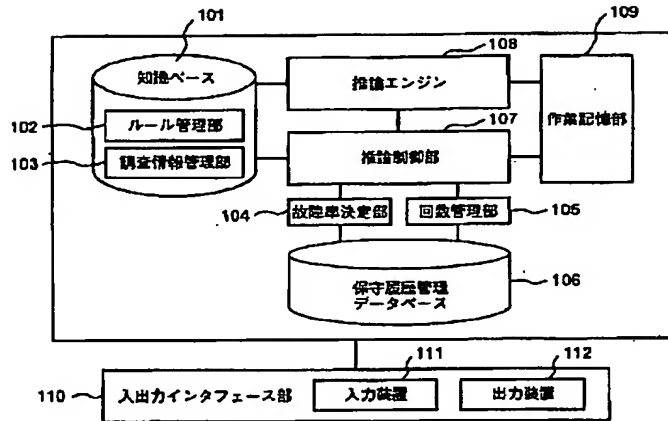 101
108
109
知識ベース
推論エンジン
作業記憶部
102
ルール管理部
107
103
調査情報管理部
推論制御部
104
故障率決定部
回数管理部
105
保守履歴管理
データベース
106
111
112
110
入出力インタフェース部
入力装置
出力装置